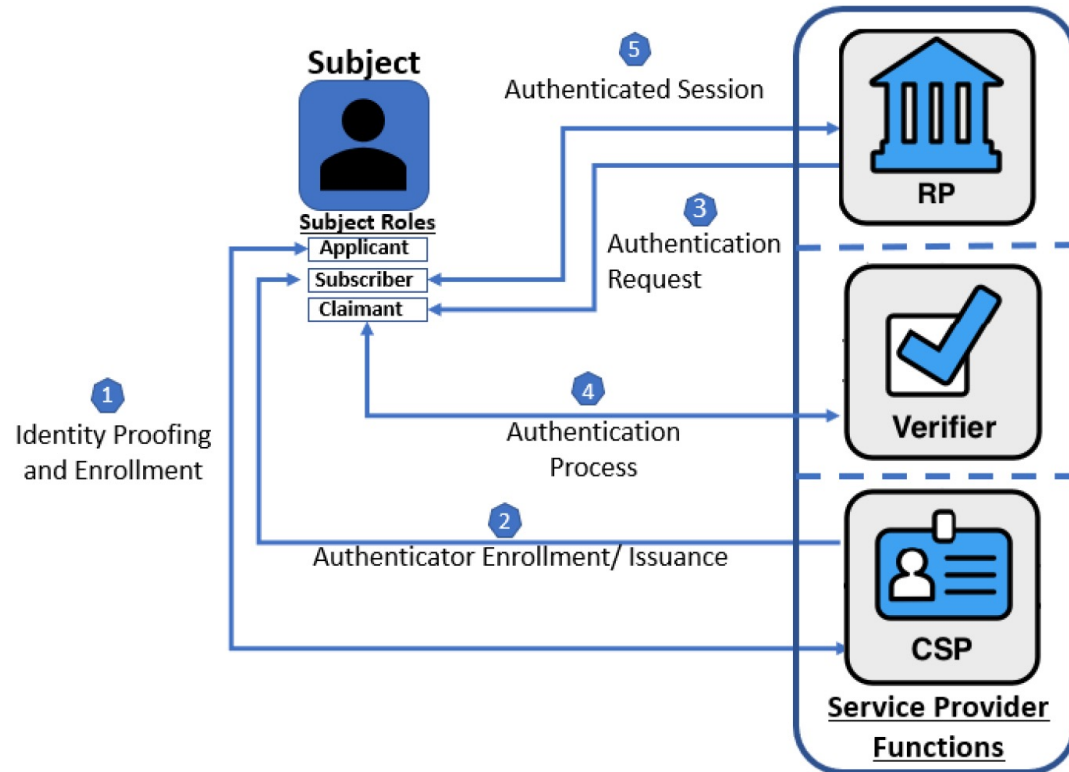 Subject
Subject Roles
Applicant
Subscriber
Claimant
5
Authenticated Session
3
Authentication
Request
1
Identity Proofing
and Enrollment
4
Authentication
Process
2
Authenticator Enrollment/ Issuance
RP
Verifier
CSP
Service Provider
Functions